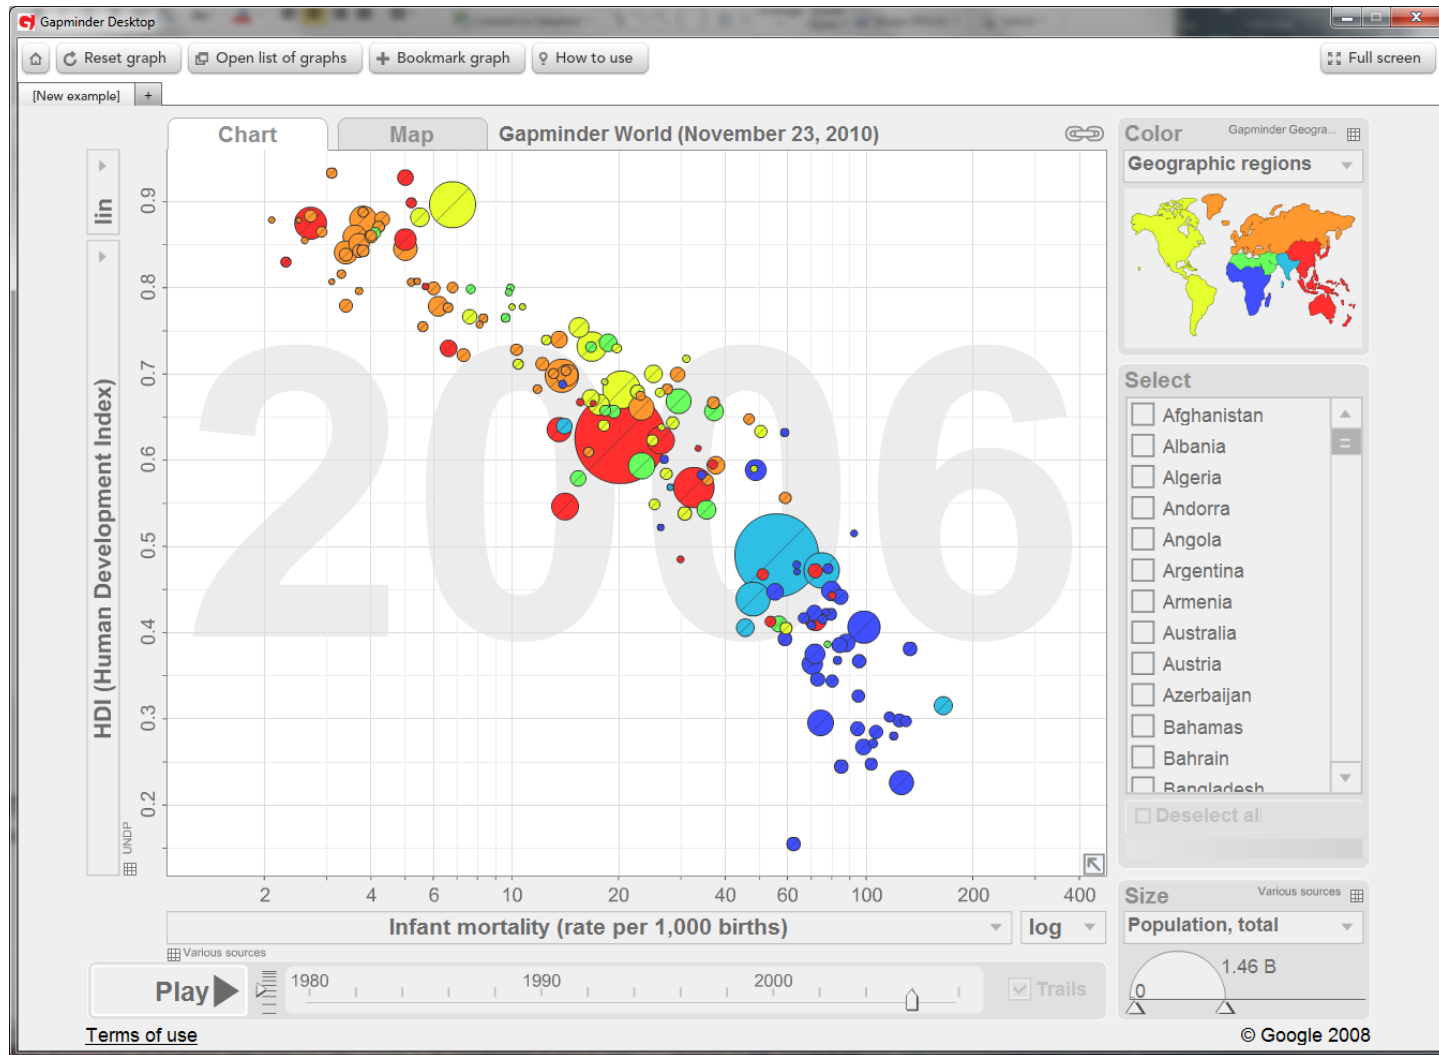 Gapminder Desktop
Reset graph
Open list of graphs
Bookmark graph
How to use
Full screen
[New example]
+
Chart
Map
Gapminder World (November 23, 2010)
Color
Gapminder Geogra...
Geographic regions
lin
HDI (Human Development Index)
UNDP
0.9
0.8
0.7
0.6
0.5
0.4
0.3
0.2
2006
2 4 6 10 20 40 60 100 200 400
Infant mortality (rate per 1,000 births)
log
Various sources
Select
Afghanistan
Albania
Algeria
Andorra
Angola
Argentina
Armenia
Australia
Austria
Azerbaijan
Bahamas
Bahrain
Bangladesh
Deselect all
Size
Various sources
Population, total
1.46 B
0
Play
1980 1990 2000
Trails
Terms of use
© Google 2008